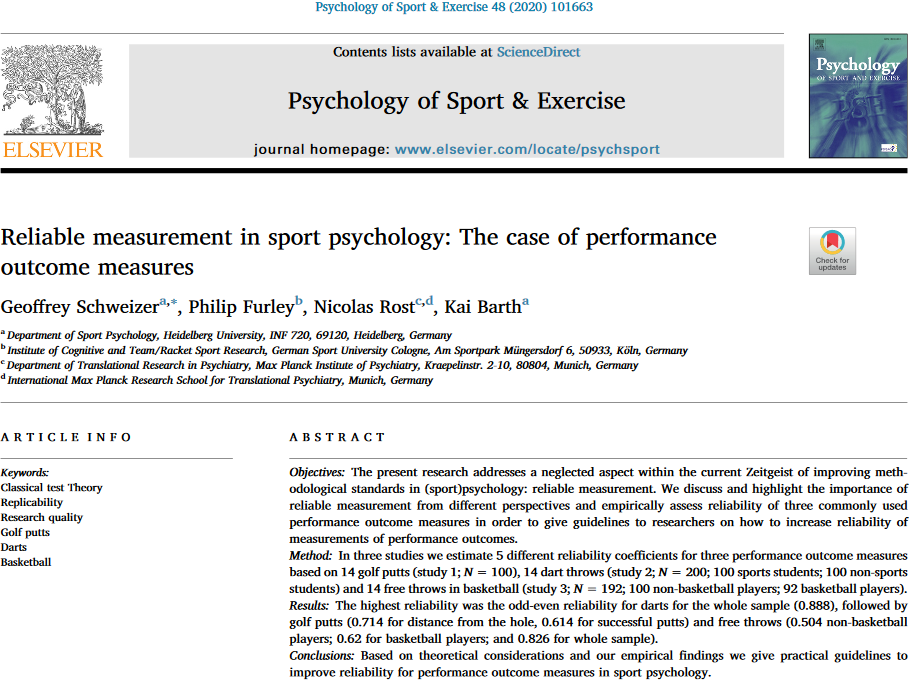 Psychology of Sport & Exercise 48 (2020) 101663
Contents lists available at ScienceDirect
Psychology of Sport & Exercise
journal homepage: www.elsevier.com/locate/psychsport
ELSEVIER
Psychology
OF SPORT AND EXERCISE
Reliable measurement in sport psychology: The case of performance
outcome measures
Check for
updates
Geoffrey Schweizera,*, Philip Furleyb, Nicolas Rostc,d, Kai Bartha
a Department of Sport Psychology, Heidelberg University, INF 720, 69120, Heidelberg, Germany
b Institute of Cognitive and Team/Racket Sport Research, German Sport University Cologne, Am Sportpark Müngersdorf 6, 50933, Köln, Germany
c Department of Translational Research in Psychiatry, Max Planck Institute of Psychiatry, Kraepelinstr. 2-10, 80804, Munich, Germany
d International Max Planck Research School for Translational Psychiatry, Munich, Germany
ARTICLE INFO
Keywords:
Classical test Theory
Replicability
Research quality
Golf putts
Darts
Basketball
ABSTRACT
Objectives: The present research addresses a neglected aspect within the current Zeitgeist of improving meth-
odological standards in (sport)psychology: reliable measurement. We discuss and highlight the importance of
reliable measurement from different perspectives and empirically assess reliability of three commonly used
performance outcome measures in order to give guidelines to researchers on how to increase reliability of
measurements of performance outcomes.
Method: In three studies we estimate 5 different reliability coefficients for three performance outcome measures
based on 14 golf putts (study 1; N = 100), 14 dart throws (study 2; N = 200; 100 sports students; 100 non-sports
students) and 14 free throws in basketball (study 3; N = 192; 100 non-basketball players; 92 basketball players).
Results: The highest reliability was the odd-even reliability for darts for the whole sample (0.888), followed by
golf putts (0.714 for distance from the hole, 0.614 for successful putts) and free throws (0.504 non-basketball
players; 0.62 for basketball players; and 0.826 for whole sample).
Conclusions: Based on theoretical considerations and our empirical findings we give practical guidelines to
improve reliability for performance outcome measures in sport psychology.